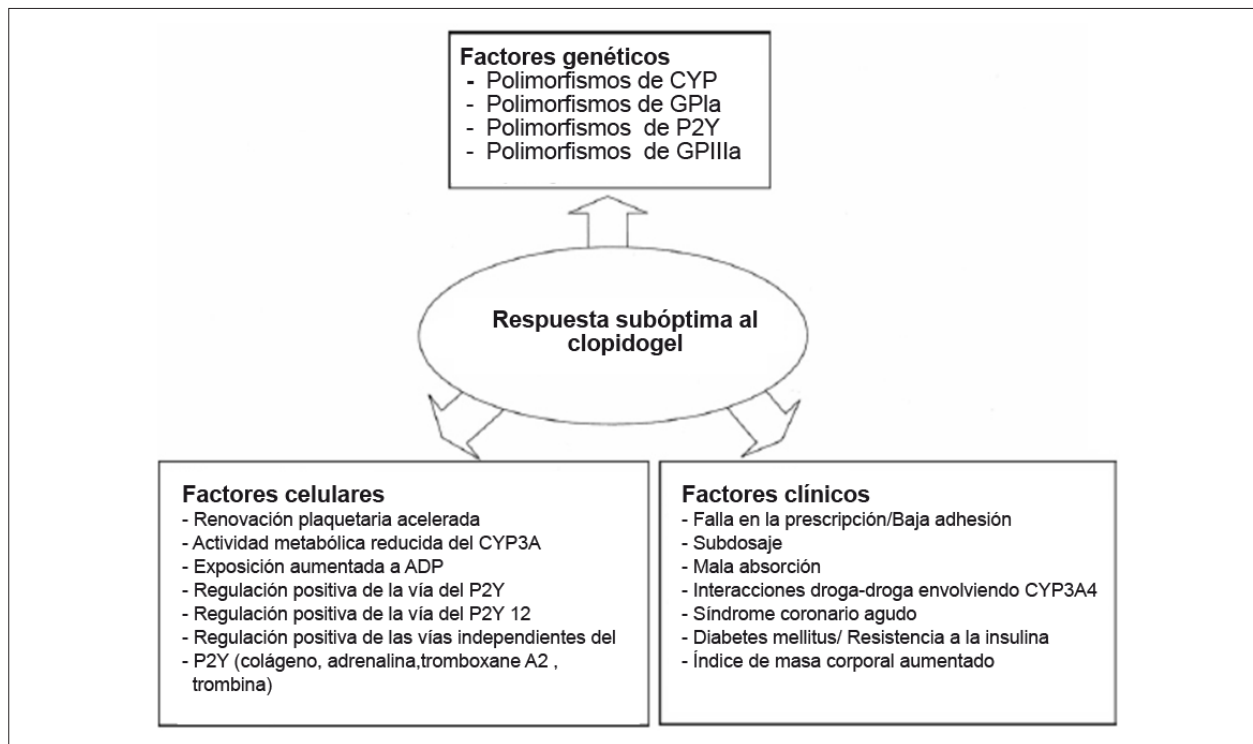 Factores genéticos
- Polimorfismos de CYP
- Polimorfismos de GPIa
- Polimorfismos de P2Y
- Polimorfismos de GPIIIa
Respuesta subóptima al
clopidogel
Factores celulares
- Renovación plaquetaria acelerada
- Actividad metabólica reducida del CYP3A
- Exposición aumentada a ADP
- Regulación positiva de la vía del P2Y
- Regulación positiva de la vía del P2Y 12
- Regulación positiva de las vías independientes del
- P2Y (colágeno, adrenalina,tromboxane A2 ,
trombina)
Factores clínicos
- Falla en la prescripción/Baja adhesión
- Subdosaje
- Mala absorción
- Interacciones droga-droga envolviendo CYP3A4
- Síndrome coronario agudo
- Diabetes mellitus/ Resistencia a la insulina
- Índice de masa corporal aumentado